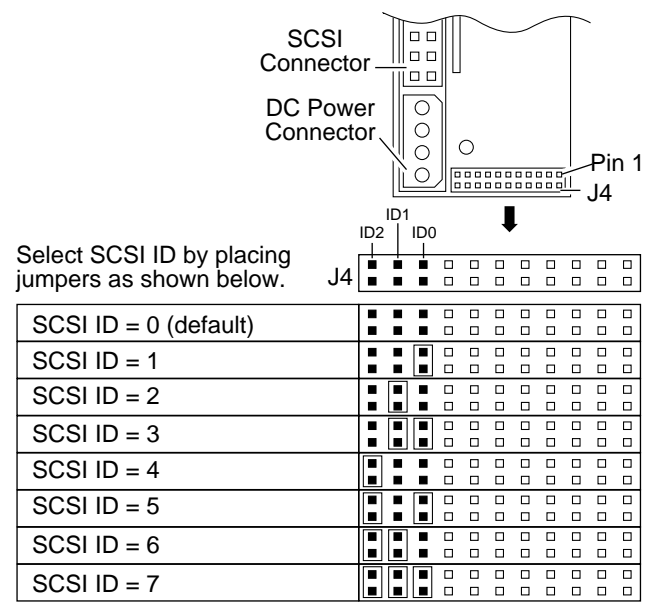 SCSI
Connector
DC Power
Connector
Pin 1
J4
ID1
ID2 ID0
Select SCSI ID by placing
jumpers as shown below.
J4
SCSI ID = 0 (default)
SCSI ID = 1
SCSI ID = 2
SCSI ID = 3
SCSI ID = 4
SCSI ID = 5
SCSI ID = 6
SCSI ID = 7